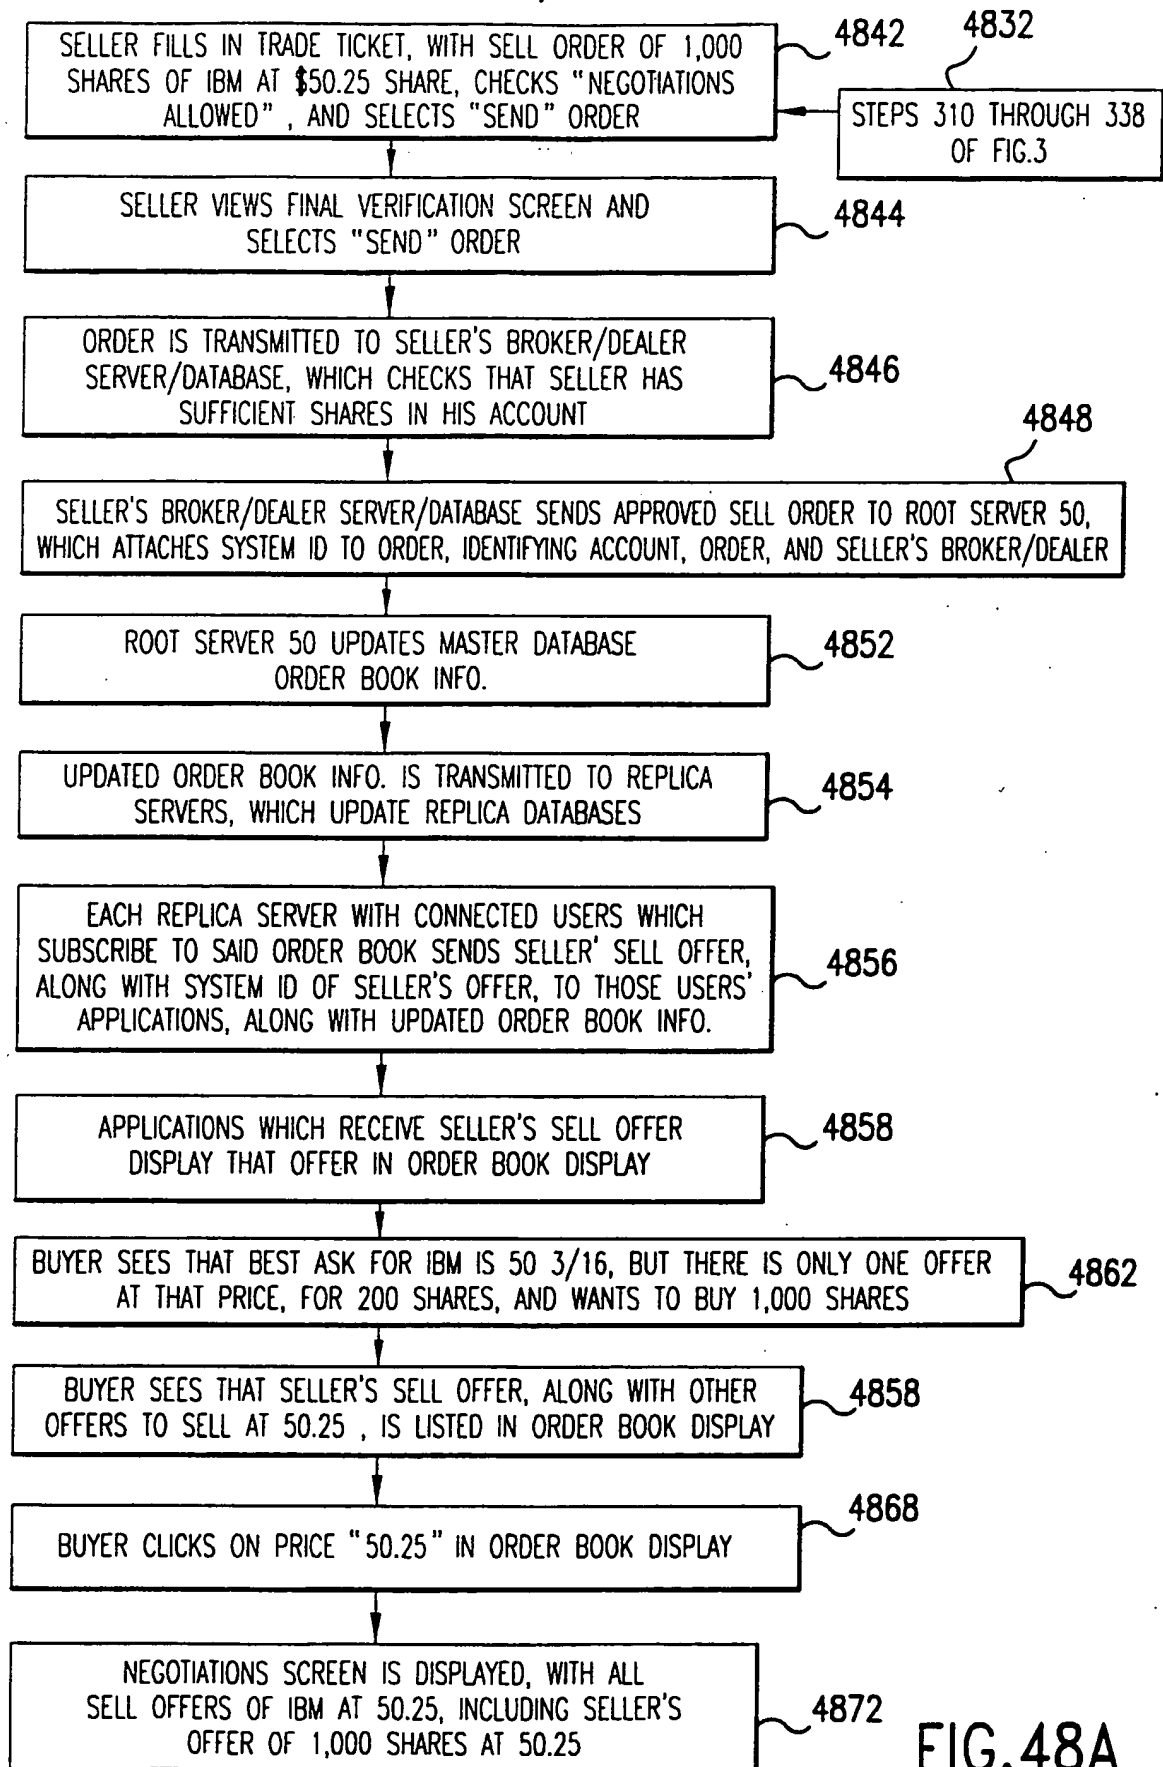 SELLER FILLS IN TRADE TICKET, WITH SELL ORDER OF 1,000
SHARES OF IBM AT $50.25 SHARE, CHECKS "NEGOTIATIONS
ALLOWED" , AND SELECTS "SEND" ORDER
4842
4832
STEPS 310 THROUGH 338
OF FIG.3
SELLER VIEWS FINAL VERIFICATION SCREEN AND
SELECTS "SEND" ORDER
4844
ORDER IS TRANSMITTED TO SELLER'S BROKER/DEALER
SERVER/DATABASE, WHICH CHECKS THAT SELLER HAS
SUFFICIENT SHARES IN HIS ACCOUNT
4846
4848
SELLER'S BROKER/DEALER SERVER/DATABASE SENDS APPROVED SELL ORDER TO ROOT SERVER 50,
WHICH ATTACHES SYSTEM ID TO ORDER, IDENTIFYING ACCOUNT, ORDER, AND SELLER'S BROKER/DEALER
ROOT SERVER 50 UPDATES MASTER DATABASE
ORDER BOOK INFO.
4852
UPDATED ORDER BOOK INFO. IS TRANSMITTED TO REPLICA
SERVERS, WHICH UPDATE REPLICA DATABASES
4854
EACH REPLICA SERVER WITH CONNECTED USERS WHICH
SUBSCRIBE TO SAID ORDER BOOK SENDS SELLER' SELL OFFER,
ALONG WITH SYSTEM ID OF SELLER'S OFFER, TO THOSE USERS'
APPLICATIONS, ALONG WITH UPDATED ORDER BOOK INFO.
4856
APPLICATIONS WHICH RECEIVE SELLER'S SELL OFFER
DISPLAY THAT OFFER IN ORDER BOOK DISPLAY
4858
BUYER SEES THAT BEST ASK FOR IBM IS 50 3/16, BUT THERE IS ONLY ONE OFFER
AT THAT PRICE, FOR 200 SHARES, AND WANTS TO BUY 1,000 SHARES
4862
BUYER SEES THAT SELLER'S SELL OFFER, ALONG WITH OTHER
OFFERS TO SELL AT 50.25 , IS LISTED IN ORDER BOOK DISPLAY
4858
BUYER CLICKS ON PRICE "50.25" IN ORDER BOOK DISPLAY
4868
NEGOTIATIONS SCREEN IS DISPLAYED, WITH ALL
SELL OFFERS OF IBM AT 50.25, INCLUDING SELLER'S
OFFER OF 1,000 SHARES AT 50.25
4872
FIG.48A